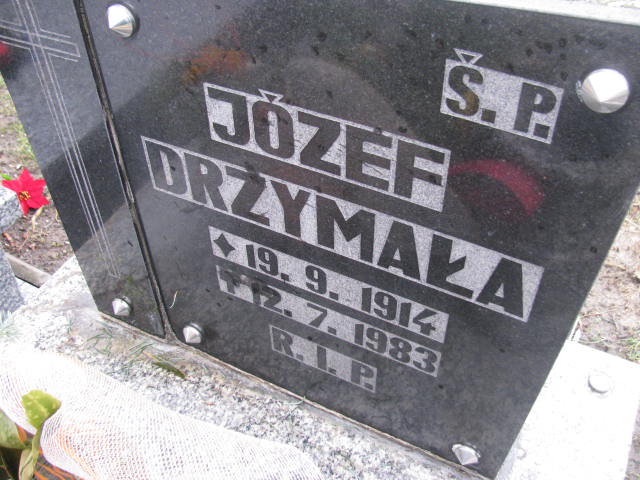 Ś.P.
JÓZEF
DRZYMAŁA
19.9.1914
12.7.1983
R.I.P.